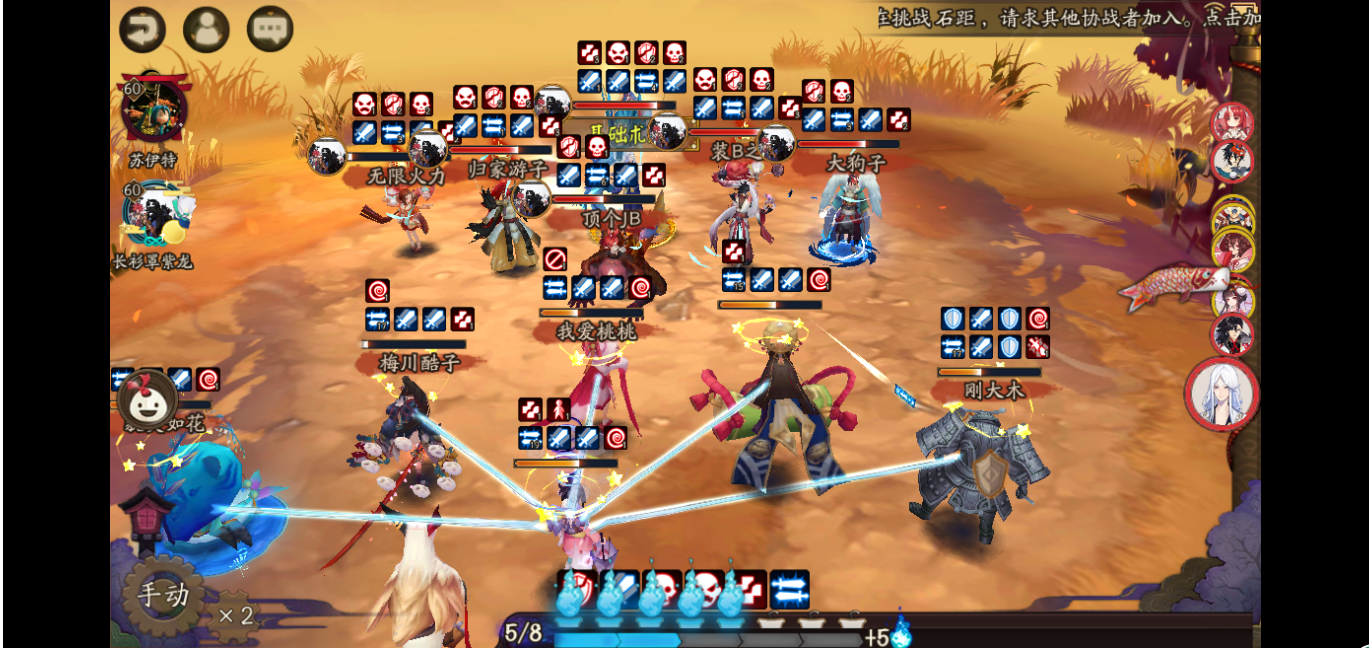 在挑战石距，请求其他协战者加入。点击加
60
苏伊特
60
长衫罩紫龙
基础术
无限火力
归家游子
装B之
大狗子
顶个JB
我爱桃桃
梅川酷子
刚大木
如花
手动
×2
5/8
+5